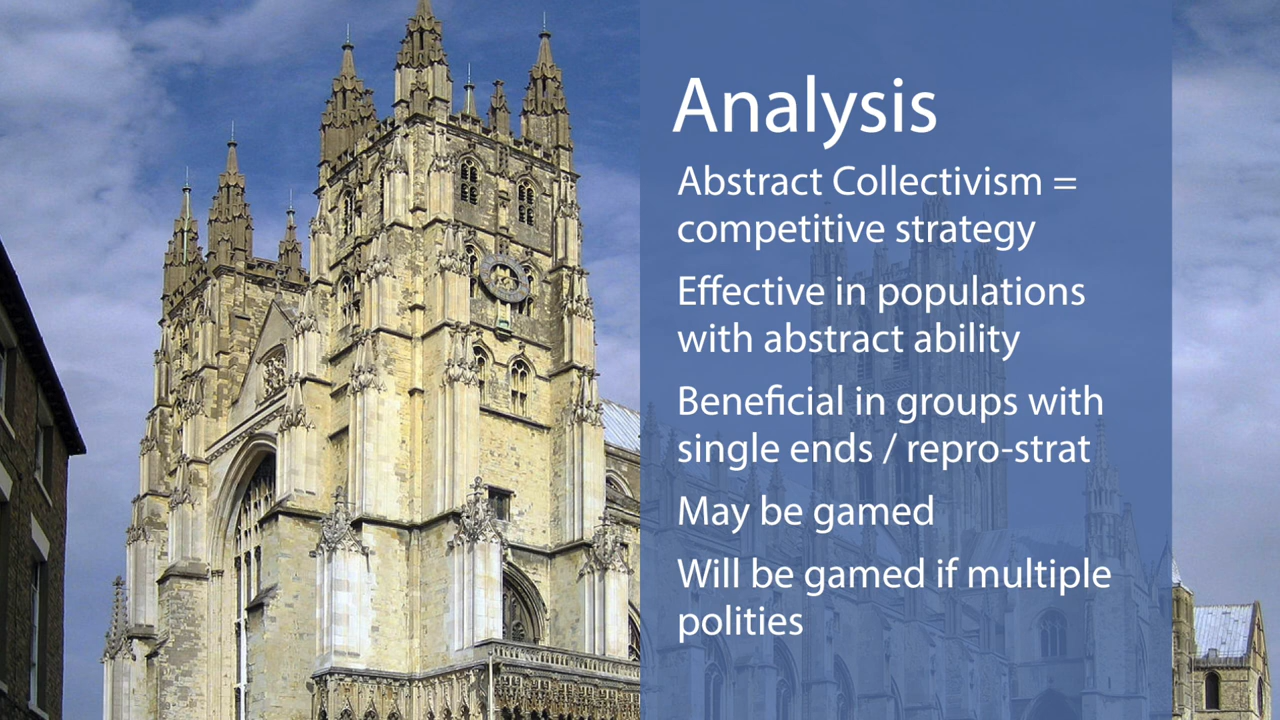 Analysis
Abstract Collectivism =
competitive strategy
Effective in populations
with abstract ability
Beneficial in groups with
single ends / repro-strat
May be gamed
Will be gamed if multiple
polities